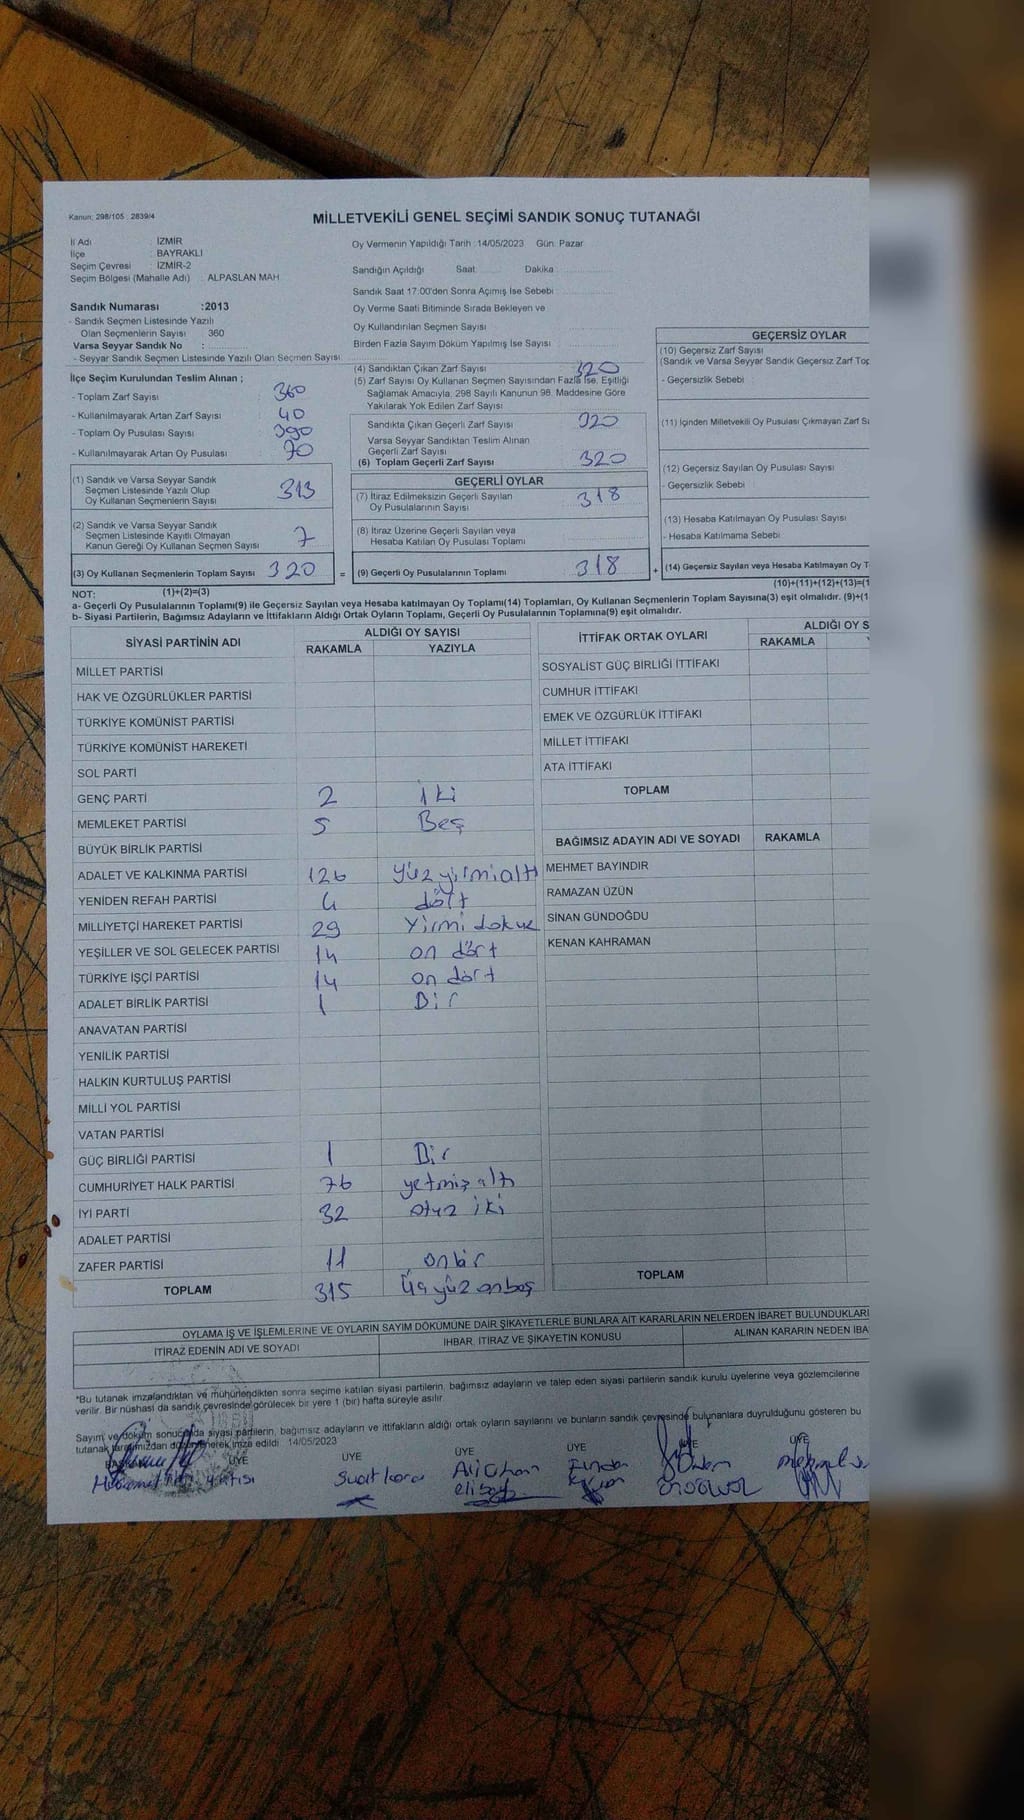 Kanun: 298/105 : 2839/4
MİLLETVEKİLİ GENEL SEÇİMİ SANDIK SONUÇ TUTANAĞI
İl Adı : İZMİR
İlçe : BAYRAKLI
Seçim Çevresi : İZMİR-2
Seçim Bölgesi (Mahalle Adı) : ALPASLAN MAH
Oy Vermenin Yapıldığı Tarih :14/05/2023 Gün: Pazar
Sandığın Açıldığı Saat Dakika
Sandık Saat 17:00'den Sonra Açımış İse Sebebi
Sandık Numarası :2013
- Sandık Seçmen Listesinde Yazılı
Olan Seçmenlerin Sayısı : 360
Varsa Seyyar Sandık No :
- Seyyar Sandık Seçmen Listesinde Yazılı Olan Seçmen Sayısı
Oy Verme Saati Bitiminde Sırada Bekleyen ve
Oy Kullandırılan Seçmen Sayısı
Birden Fazla Sayım Döküm Yapılmış İse Sayısı
İlçe Seçim Kurulundan Teslim Alınan ;
- Toplam Zarf Sayısı 360
- Kullanılmayarak Artan Zarf Sayısı 40
- Toplam Oy Pusulası Sayısı 390
- Kullanılmayarak Artan Oy Pusulası 70
(4) Sandıktan Çıkan Zarf Sayısı 320
(5) Zarf Sayısı Oy Kullanan Seçmen Sayısından Fazla İse, Eşitliği
Sağlamak Amacıyla, 298 Sayılı Kanunun 98. Maddesine Göre
Yakılarak Yok Edilen Zarf Sayısı
Sandıkta Çıkan Geçerli Zarf Sayısı 320
Varsa Seyyar Sandıktan Teslim Alınan
Geçerli Zarf Sayısı
(6) Toplam Geçerli Zarf Sayısı 320
GEÇERSİZ OYLAR
(10) Geçersiz Zarf Sayısı
(Sandık ve Varsa Seyyar Sandık Geçersiz Zarf Top
- Geçersizlik Sebebi :
(11) İçinden Milletvekili Oy Pusulası Çıkmayan Zarf Sa
(12) Geçersiz Sayılan Oy Pusulası Sayısı
- Geçersizlik Sebebi :
(13) Hesaba Katılmayan Oy Pusulası Sayısı
- Hesaba Katılmama Sebebi :
(14) Geçersiz Sayılan veya Hesaba Katılmayan Oy T
(10)+(11)+(12)+(13)=(1
(1) Sandık ve Varsa Seyyar Sandık
Seçmen Listesinde Yazılı Olup
Oy Kullanan Seçmenlerin Sayısı 313
(2) Sandık ve Varsa Seyyar Sandık
Seçmen Listesinde Kayıtlı Olmayan
Kanun Gereği Oy Kullanan Seçmen Sayısı 7
(3) Oy Kullanan Seçmenlerin Toplam Sayısı 320 =
GEÇERLİ OYLAR
(7) İtiraz Edilmeksizin Geçerli Sayılan
Oy Pusulalarının Sayısı 318
(8) İtiraz Üzerine Geçerli Sayılan veya
Hesaba Katılan Oy Pusulası Toplamı
(9) Geçerli Oy Pusulalarının Toplamı 318 +
NOT: (1)+(2)=(3)
a- Geçerli Oy Pusulalarının Toplamı(9) ile Geçersiz Sayılan veya Hesaba katılmayan Oy Toplamı(14) Toplamları, Oy Kullanan Seçmenlerin Toplam Sayısına(3) eşit olmalıdır. (9)+(1
b- Siyasi Partilerin, Bağımsız Adayların ve İttifakların Aldığı Ortak Oyların Toplamı, Geçerli Oy Pusulalarının Toplamına(9) eşit olmalıdır.
SİYASİ PARTİNİN ADI ALDIĞI OY SAYISI
RAKAMLA YAZIYLA
MİLLET PARTİSİ
HAK VE ÖZGÜRLÜKLER PARTİSİ
TÜRKİYE KOMÜNİST PARTİSİ
TÜRKİYE KOMÜNİST HAREKETİ
SOL PARTİ
GENÇ PARTİ 2 iki
MEMLEKET PARTİSİ 5 Beş
BÜYÜK BİRLİK PARTİSİ
ADALET VE KALKINMA PARTİSİ 126 Yüz yirmialtı
YENİDEN REFAH PARTİSİ 4 dört
MİLLİYETÇİ HAREKET PARTİSİ 29 Yirmi dokuz
YEŞİLLER VE SOL GELECEK PARTİSİ 14 on dört
TÜRKİYE İŞÇİ PARTİSİ 14 on dört
ADALET BİRLİK PARTİSİ 1 Bir
ANAVATAN PARTİSİ
YENİLİK PARTİSİ
HALKIN KURTULUŞ PARTİSİ
MİLLİ YOL PARTİSİ
VATAN PARTİSİ
GÜÇ BİRLİĞİ PARTİSİ 1 Bir
CUMHURİYET HALK PARTİSİ 76 yetmiş altı
İYİ PARTİ 32 otuz iki
ADALET PARTİSİ
ZAFER PARTİSİ 11 onbir
TOPLAM 315 Üçyüz onbeş
İTTİFAK ORTAK OYLARI ALDIĞI OY S
RAKAMLA
SOSYALİST GÜÇ BİRLİĞİ İTTİFAKI
CUMHUR İTTİFAKI
EMEK VE ÖZGÜRLÜK İTTİFAKI
MİLLET İTTİFAKI
ATA İTTİFAKI
TOPLAM
BAĞIMSIZ ADAYIN ADI VE SOYADI RAKAMLA
MEHMET BAYINDIR
RAMAZAN ÜZÜN
SİNAN GÜNDOĞDU
KENAN KAHRAMAN
TOPLAM
OYLAMA İŞ VE İŞLEMLERİNE VE OYLARIN SAYIM DÖKÜMÜNE DAİR ŞİKAYETLERLE BUNLARA AİT KARARLARIN NELERDEN İBARET BULUNDUKLARI
İTİRAZ EDENİN ADI VE SOYADI İHBAR, İTİRAZ VE ŞİKAYETİN KONUSU ALINAN KARARIN NEDEN İBA
*Bu tutanak imzalandıktan ve mühürlendikten sonra seçime katılan siyasi partilerin, bağımsız adayların ve talep eden siyasi partilerin sandık kurulu üyelerine veya gözlemcilerine
verilir. Bir nüshası da sandık çevresinde görülecek bir yere 1 (bir) hafta süreyle asılır.
Sayım ve döküm sonucunda siyasi partilerin, bağımsız adayların ve ittifakların aldığı ortak oyların sayılarını ve bunların sandık çevresinde bulunanlara duyrulduğunu gösteren bu
tutanak tarafımızdan düzenlenerek imza edildi. 14/05/2023
ÜYE ÜYE ÜYE ÜYE ÜYE ÜYE
Suat kara Alichan